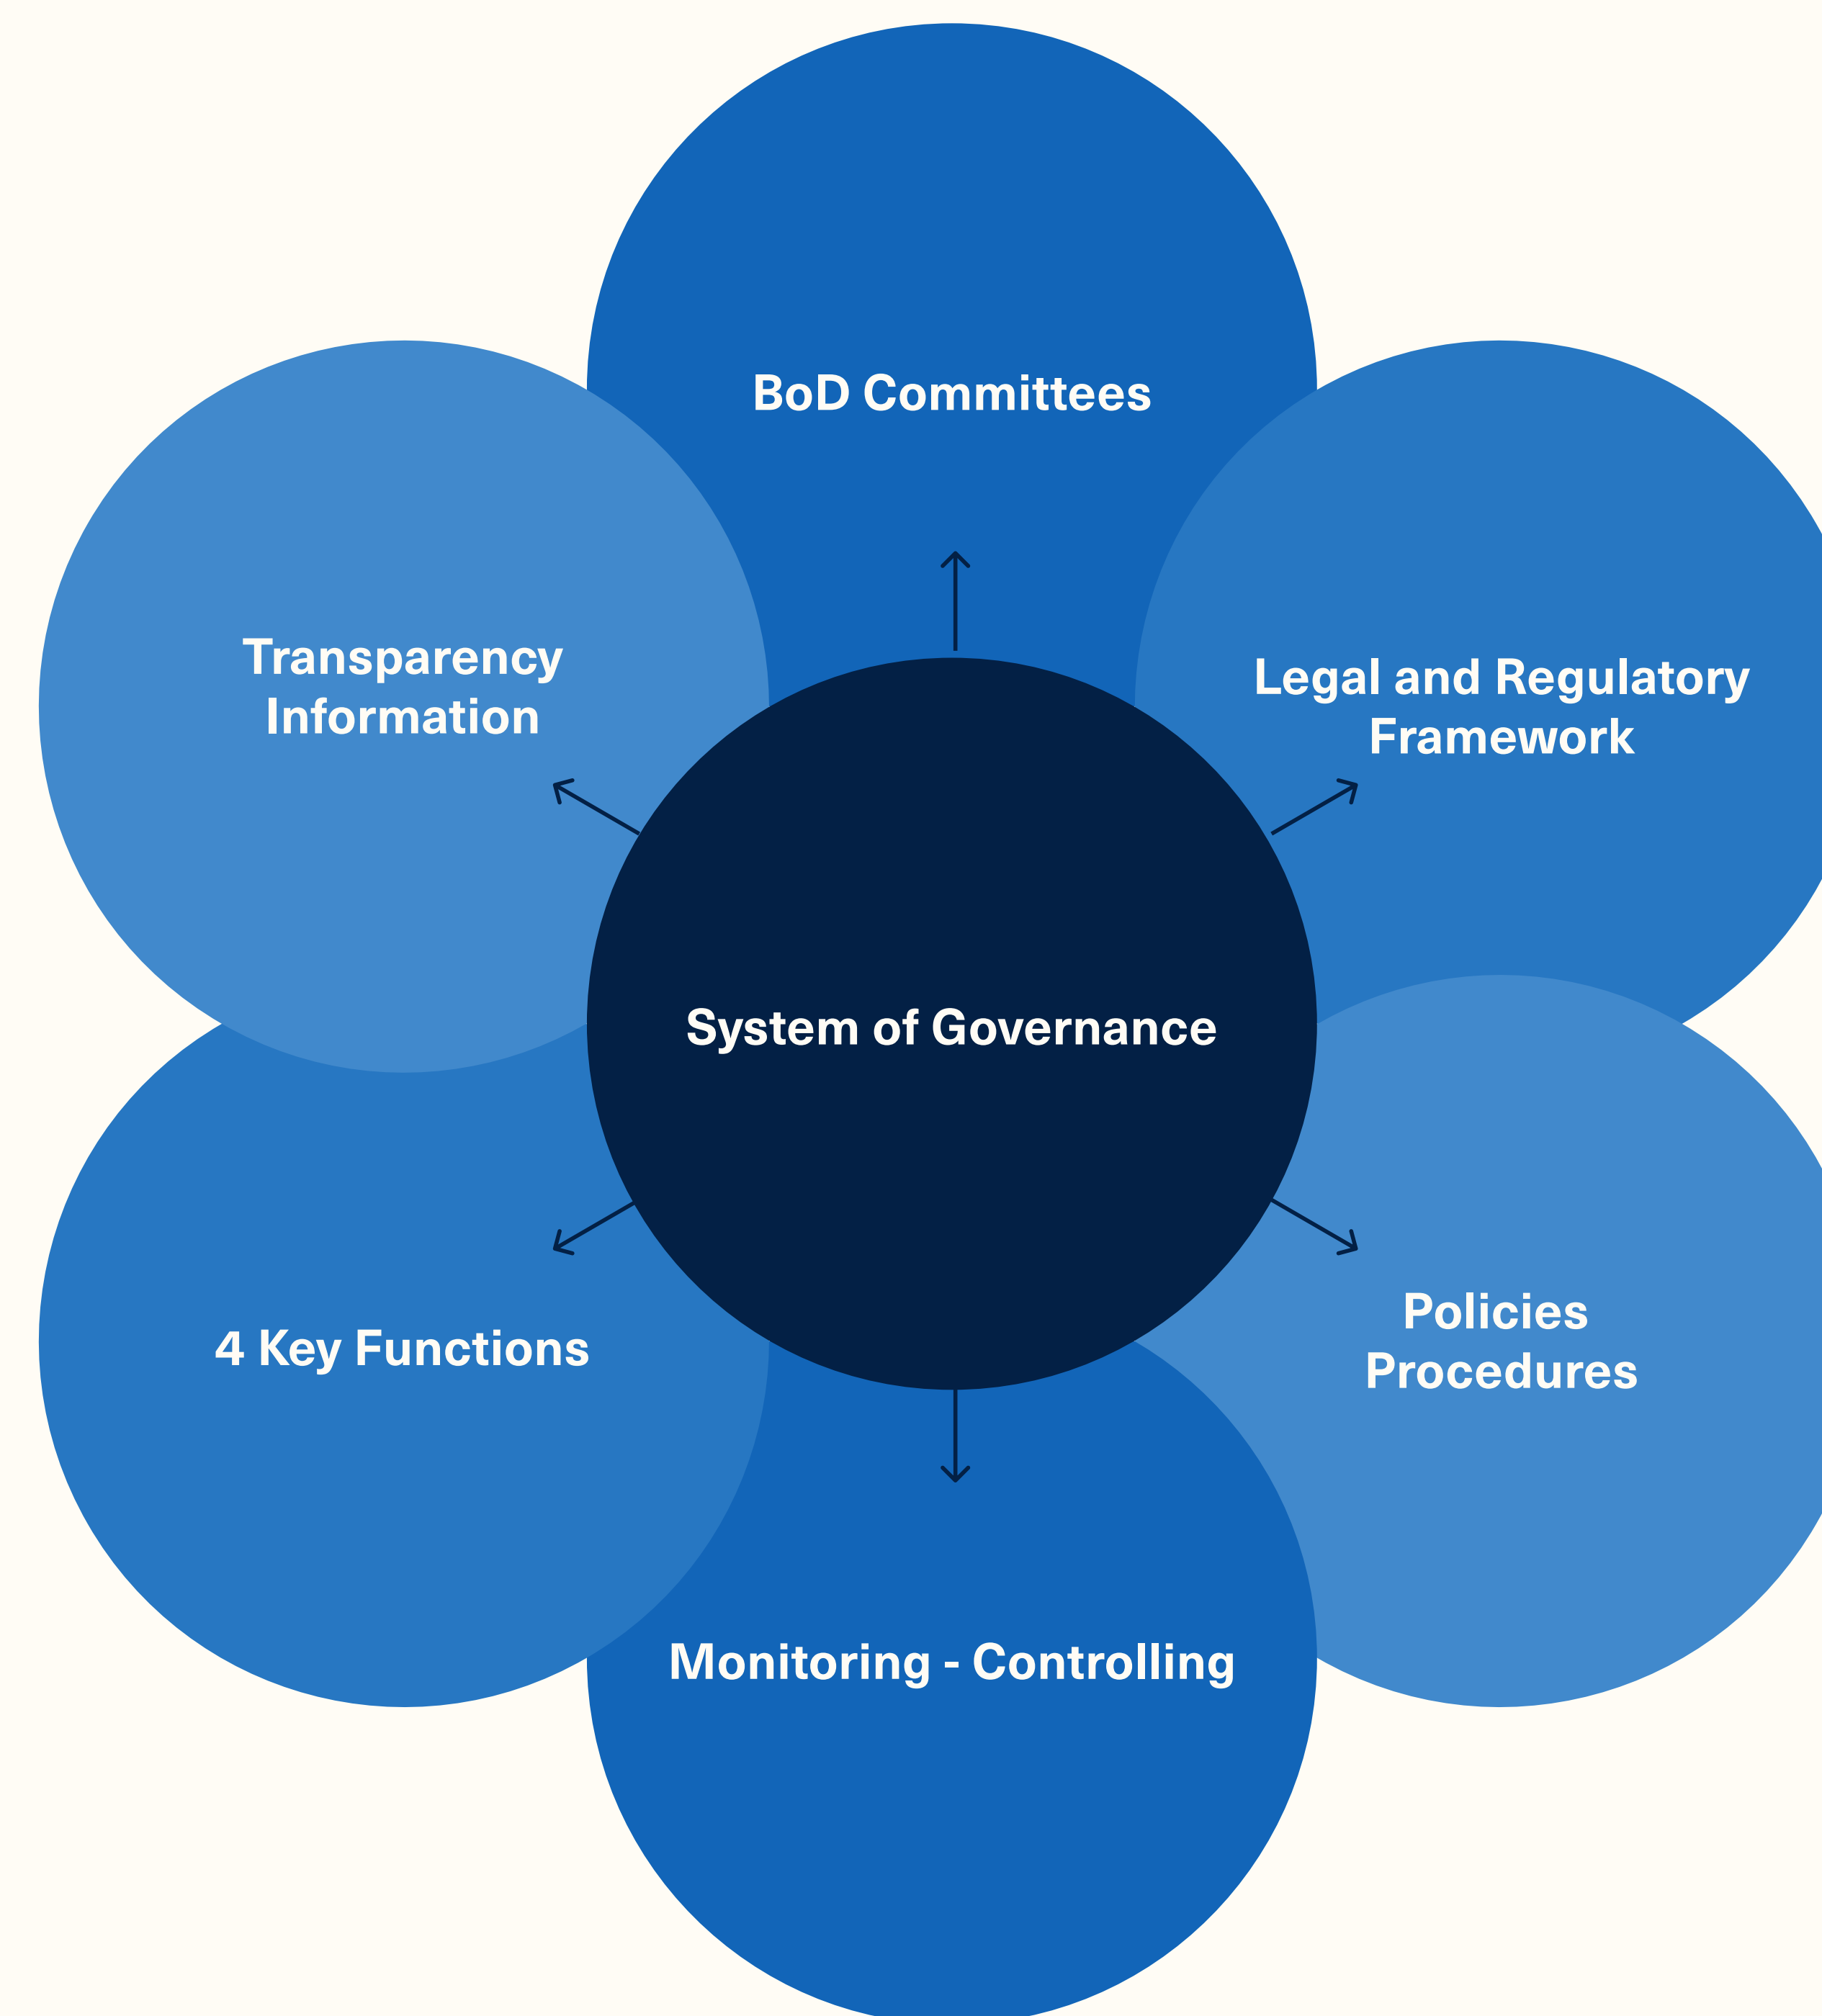 BoD Committees
Transparency
Information
Legal and Regulatory
Framework
System of Governance
4 Key Functions
Policies
Procedures
Monitoring - Controlling